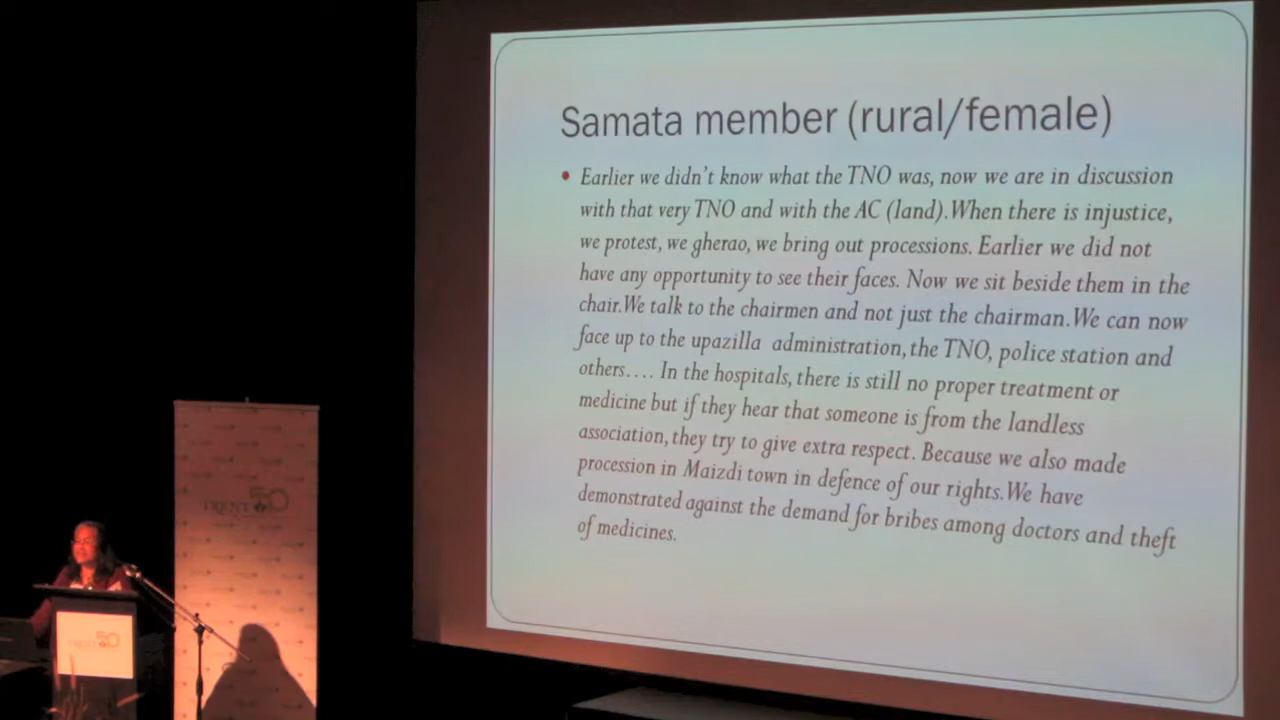 Samata member (rural/female)
• Earlier we didn't know what the TNO was, now we are in discussion
with that very TNO and with the AC (land).When there is injustice,
we protest, we gherao, we bring out processions. Earlier we did not
have any opportunity to see their faces. Now we sit beside them in the
chair.We talk to the chairmen and not just the chairman.We can now
face up to the upazilla administration, the TNO, police station and
others…. In the hospitals, there is still no proper treatment or
medicine but if they hear that someone is from the landless
association, they try to give extra respect. Because we also made
procession in Maizdi town in defence of our rights.We have
demonstrated against the demand for bribes among doctors and theft
of medicines.
TRENT 50
TRENT 50